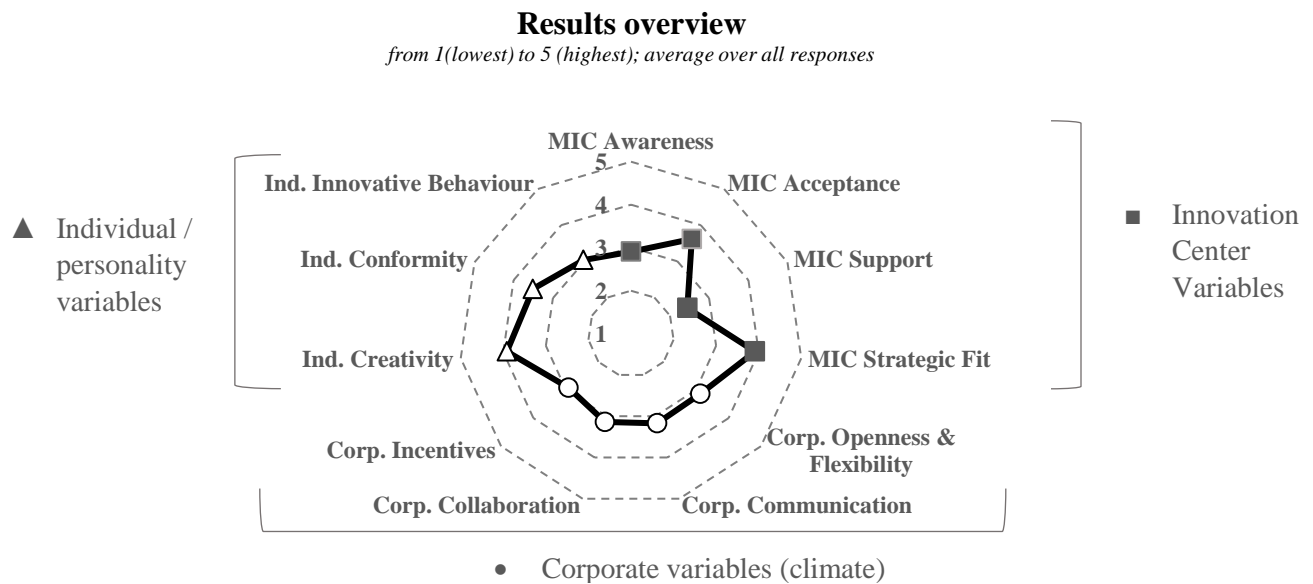 Results overview
from 1(lowest) to 5 (highest); average over all responses
MIC Awareness
5
Ind. Innovative Behaviour
MIC Acceptance
4
▲ Individual /
personality
variables
■ Innovation
Center
Variables
Ind. Conformity
3
MIC Support
2
1
Ind. Creativity
MIC Strategic Fit
Corp. Incentives
Corp. Openness &
Flexibility
Corp. Collaboration
Corp. Communication
• Corporate variables (climate)